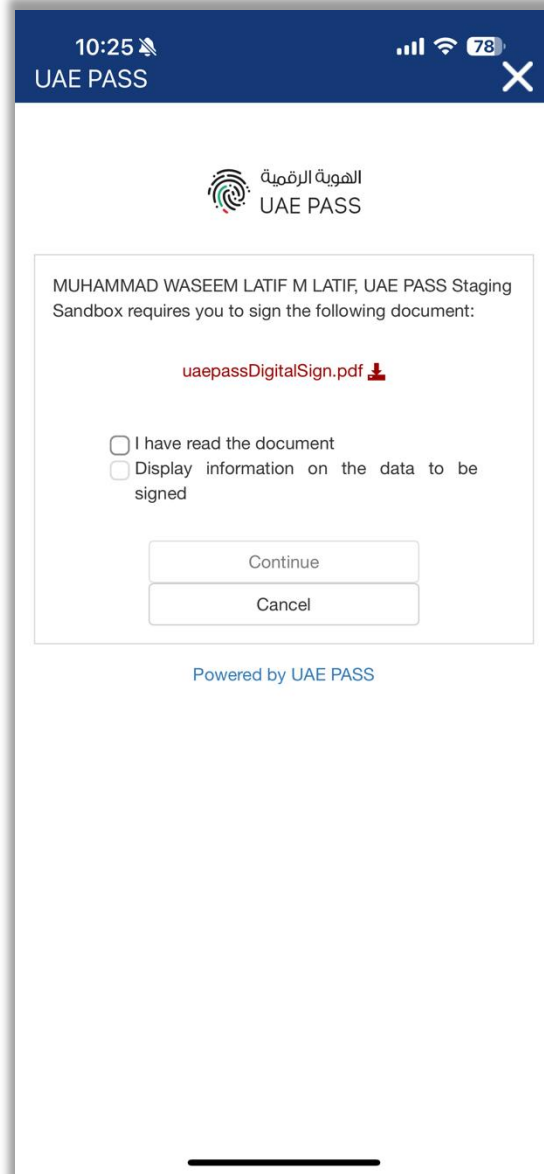 10:25
78
UAE PASS
الهوية الرقمية
UAE PASS
MUHAMMAD WASEEM LATIF M LATIF, UAE PASS Staging
Sandbox requires you to sign the following document:
uaepassDigitalSign.pdf
I have read the document
Display information on the data to be
signed
Continue
Cancel
Powered by UAE PASS